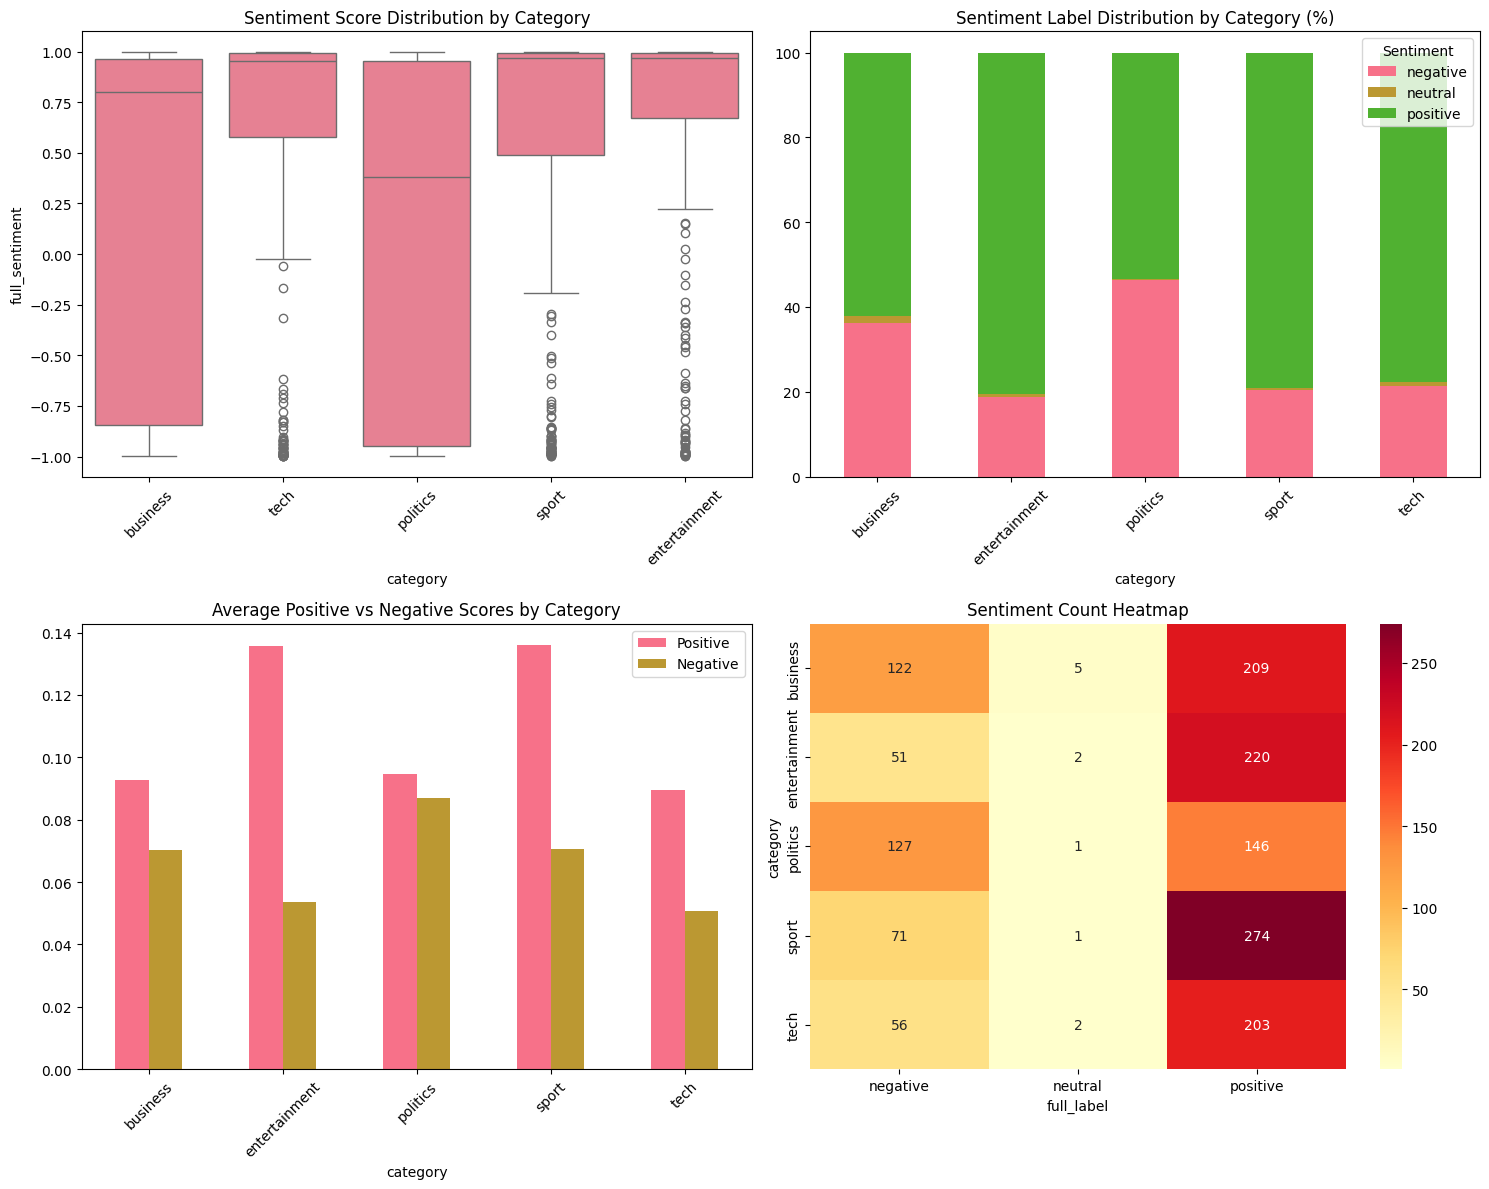 Sentiment Score Distribution by Category
1.00
0.75
0.50
0.25
0.00
−0.25
−0.50
−0.75
−1.00
full_sentiment
business
tech
politics
sport
entertainment
category
Sentiment Label Distribution by Category (%)
100
80
60
40
20
0
Sentiment
negative
neutral
positive
business
entertainment
politics
sport
tech
category
Average Positive vs Negative Scores by Category
0.14
0.12
0.10
0.08
0.06
0.04
0.02
0.00
Positive
Negative
business
entertainment
politics
sport
tech
category
Sentiment Count Heatmap
category
business
122 5 209
entertainment
51 2 220
politics
127 1 146
sport
71 1 274
tech
56 2 203
negative neutral positive
full_label
250
200
150
100
50